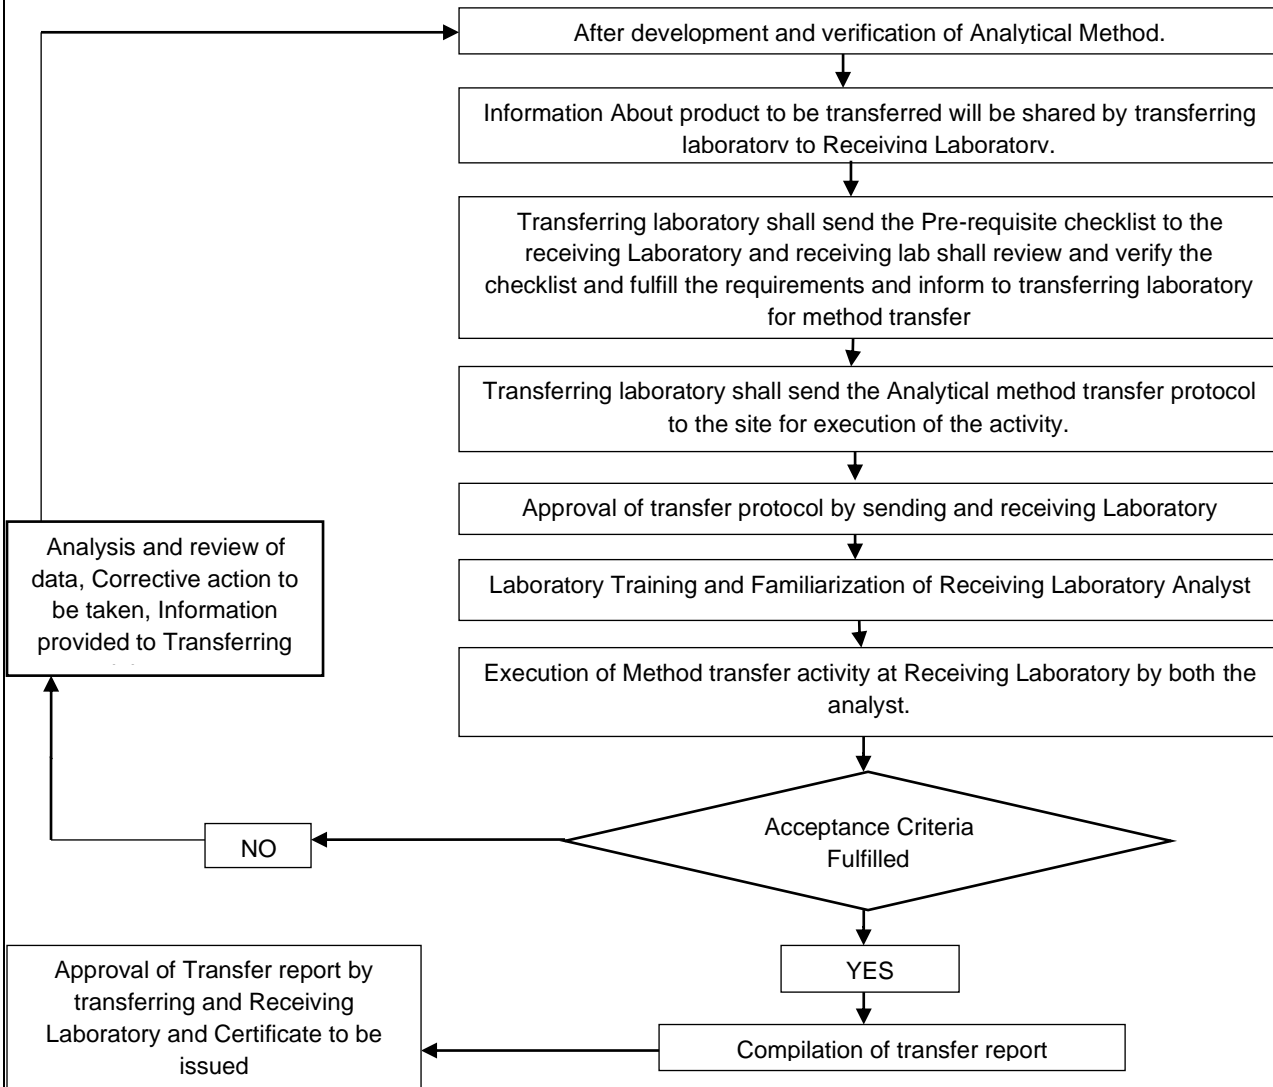 After development and verification of Analytical Method.
Information About product to be transferred will be shared by transferring
laboratory to Receiving Laboratory.
Transferring laboratory shall send the Pre-requisite checklist to the
receiving Laboratory and receiving lab shall review and verify the
checklist and fulfill the requirements and inform to transferring laboratory
for method transfer
Transferring laboratory shall send the Analytical method transfer protocol
to the site for execution of the activity.
Approval of transfer protocol by sending and receiving Laboratory
Laboratory Training and Familiarization of Receiving Laboratory Analyst
Execution of Method transfer activity at Receiving Laboratory by both the
analyst.
Acceptance Criteria
Fulfilled
NO
Analysis and review of
data, Corrective action to
be taken, Information
provided to Transferring
YES
Compilation of transfer report
Approval of Transfer report by
transferring and Receiving
Laboratory and Certificate to be
issued